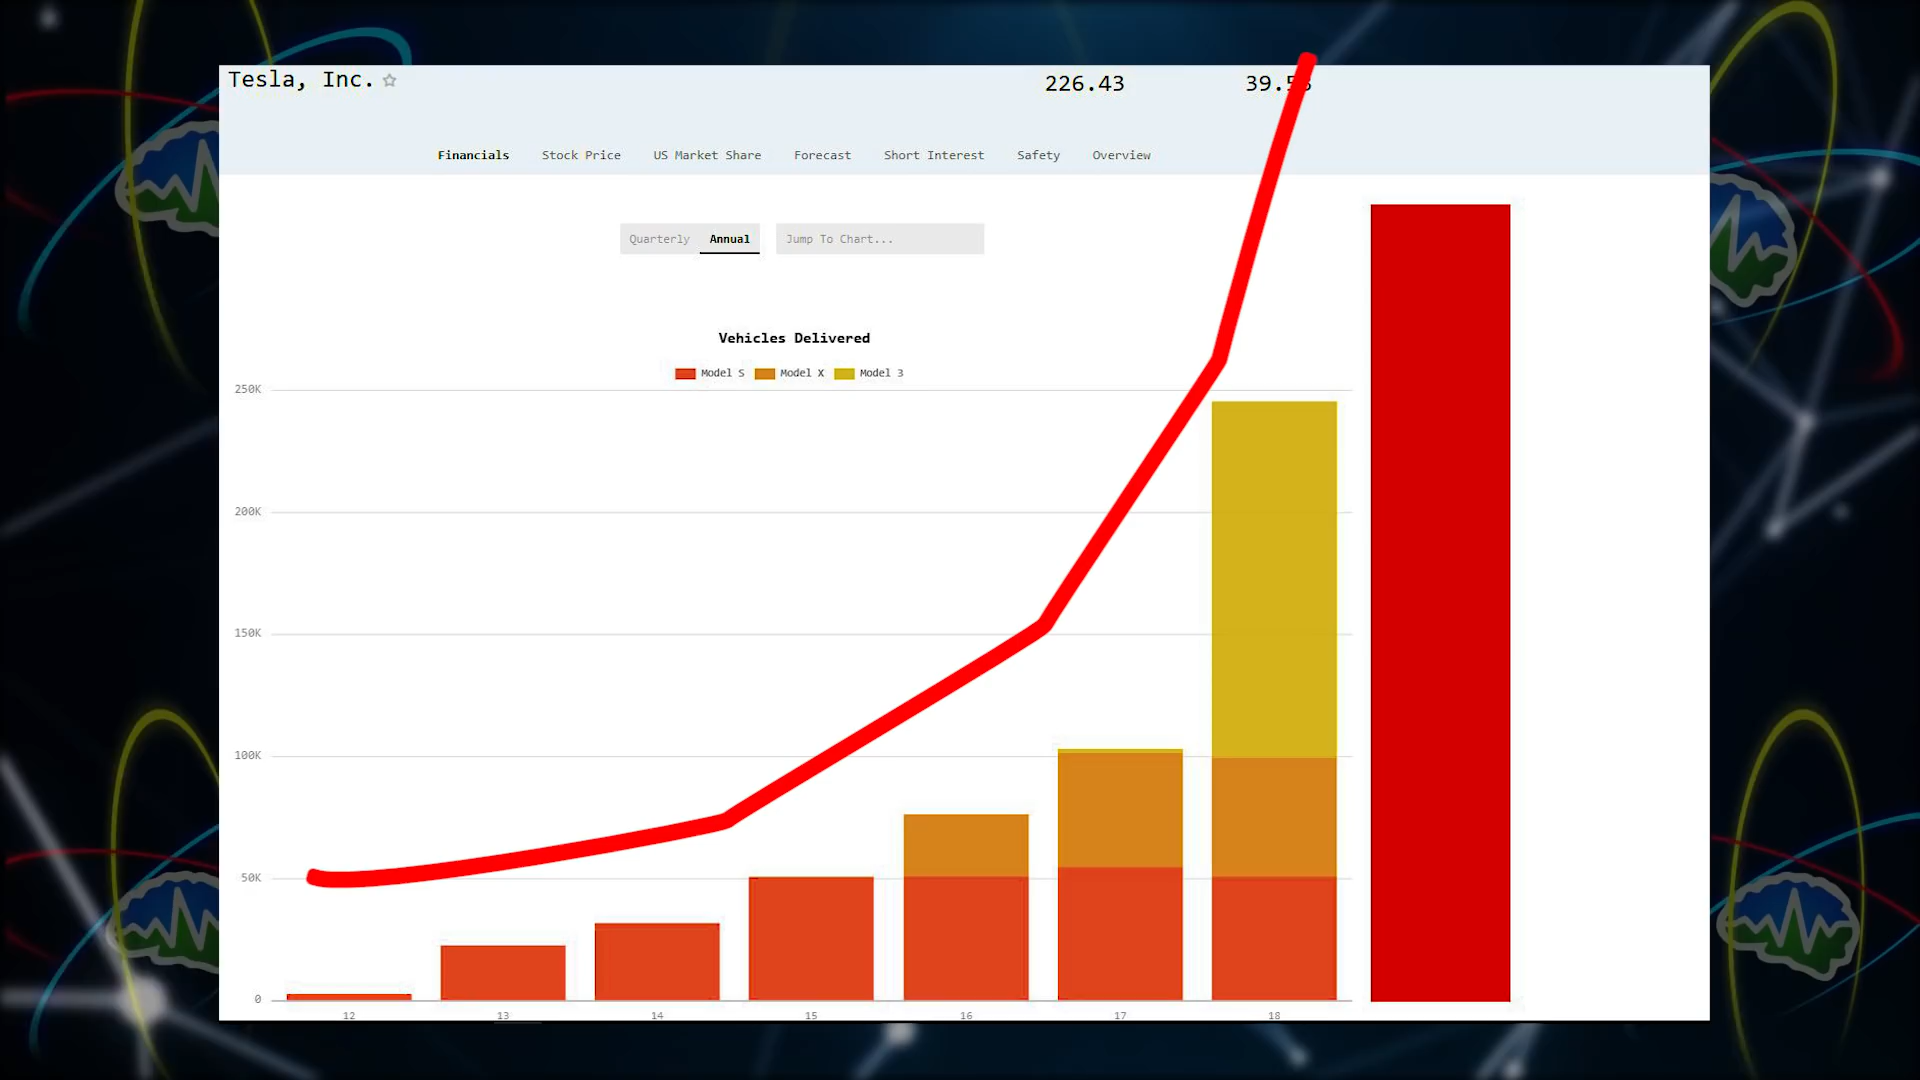 Tesla, Inc.
226.43
Financials Stock Price US Market Share Forecast Short Interest Safety Overview
Quarterly Annual Jump To Chart...
Vehicles Delivered
Model S Model X Model 3
250K
200K
150K
100K
50K
0
12 13 14 15 16 17 18